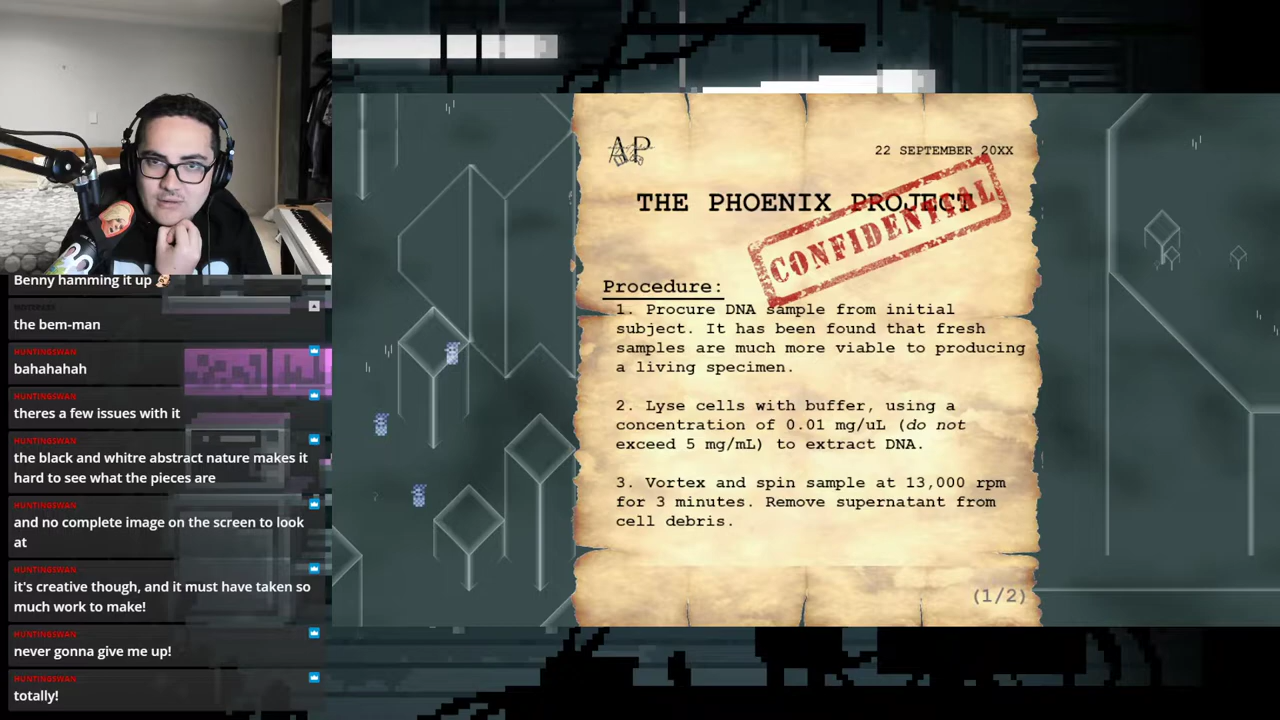 Benny hamming it up
the bem-man
HUNTINGSWAN
bahahahah
HUNTINGSWAN
theres a few issues with it
HUNTINGSWAN
the black and whitre abstract nature makes it
hard to see what the pieces are
HUNTINGSWAN
and no complete image on the screen to look
at
HUNTINGSWAN
it's creative though, and it must have taken so
much work to make!
HUNTINGSWAN
never gonna give me up!
HUNTINGSWAN
totally!
AP
22 SEPTEMBER 20XX
THE PHOENIX PROJECT
CONFIDENTIAL
Procedure:
1. Procure DNA sample from initial
subject. It has been found that fresh
samples are much more viable to producing
a living specimen.
2. Lyse cells with buffer, using a
concentration of 0.01 mg/uL (do not
exceed 5 mg/mL) to extract DNA.
3. Vortex and spin sample at 13,000 rpm
for 3 minutes. Remove supernatant from
cell debris.
(1/2)